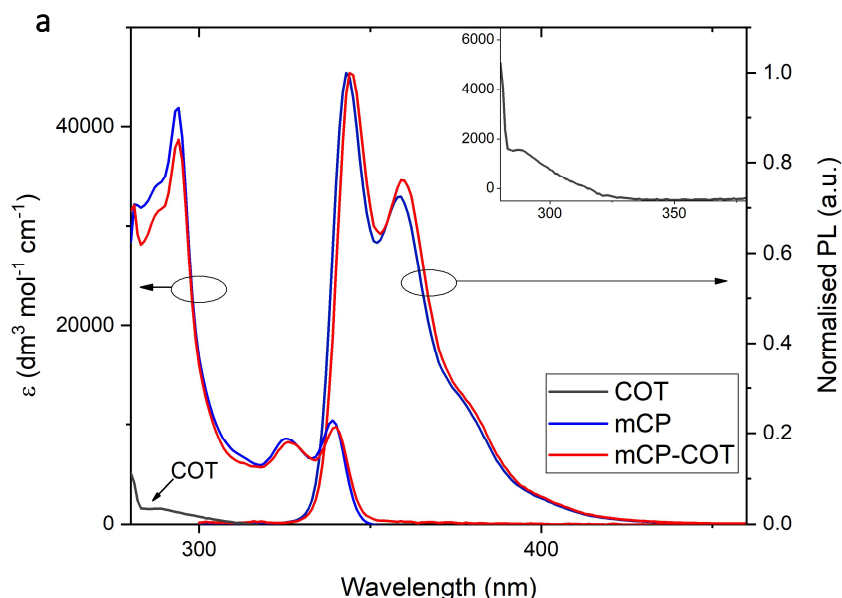 a
6000
4000
2000
0
300
350
40000
20000
0
ε (dm³ mol⁻¹ cm⁻¹)
1.0
0.8
0.6
0.4
0.2
0.0
Normalised PL (a.u.)
COT
mCP
mCP-COT
COT
300
400
Wavelength (nm)